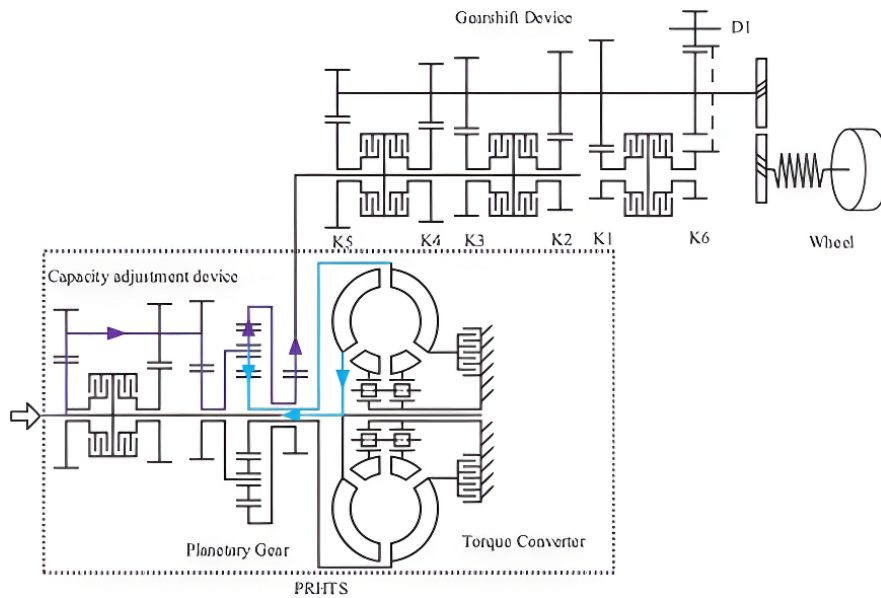 Gearshift Device
D1
K5 K4 K3 K2 K1 K6 Wheel
Capacity adjustment device
Planetary Gear
Torque Converter
PRHTS